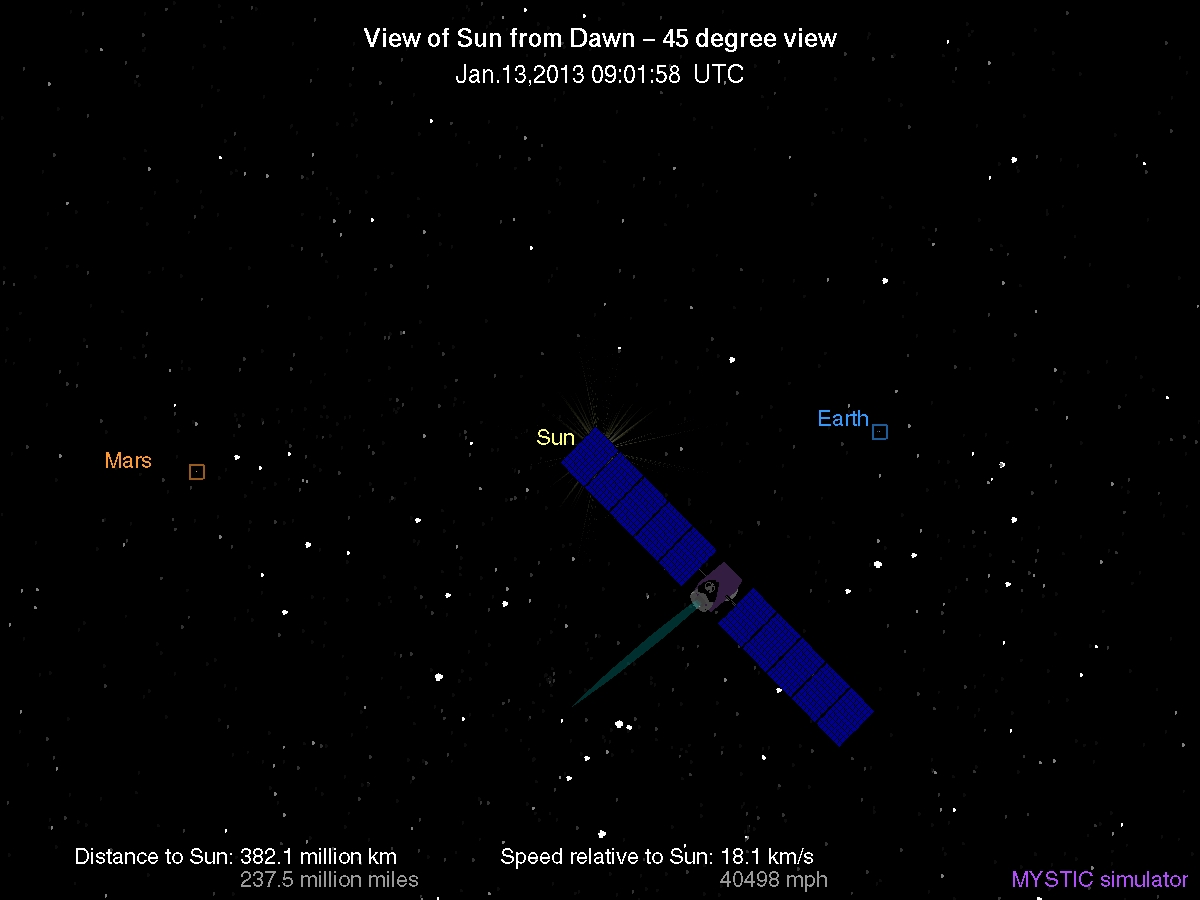 View of Sun from Dawn – 45 degree view
Jan.13,2013 09:01:58 UTC
Earth
Sun
Mars
Distance to Sun: 382.1 million km
237.5 million miles
Speed relative to Sun: 18.1 km/s
40498 mph
MYSTIC simulator